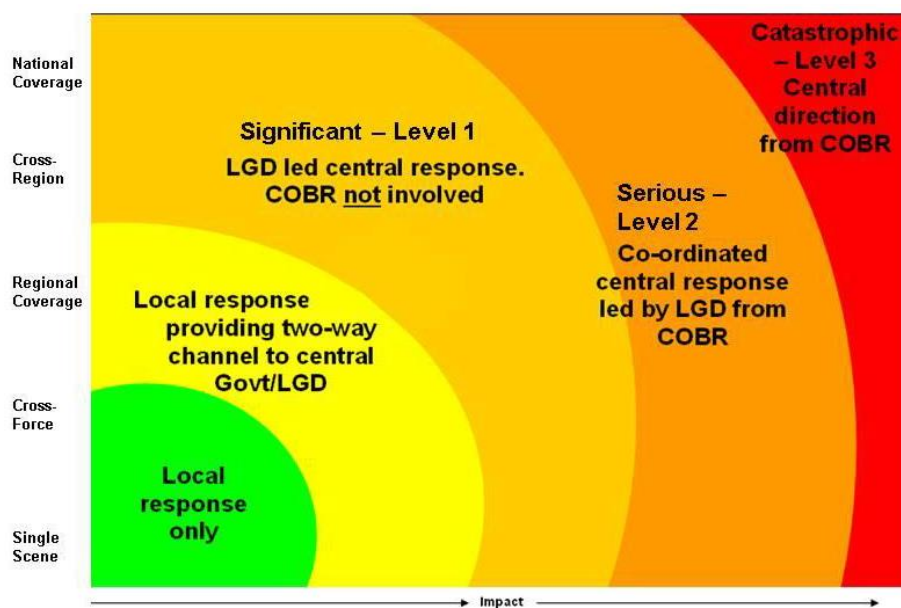 National
Coverage
Cross-
Region
Regional
Coverage
Cross-
Force
Single
Scene
Catastrophic
– Level 3
Central
direction
from COBR
Significant – Level 1
LGD led central response.
COBR not involved
Serious –
Level 2
Co-ordinated
central response
led by LGD from
COBR
Local response
providing two-way
channel to central
Govt/LGD
Local
response
only
Impact